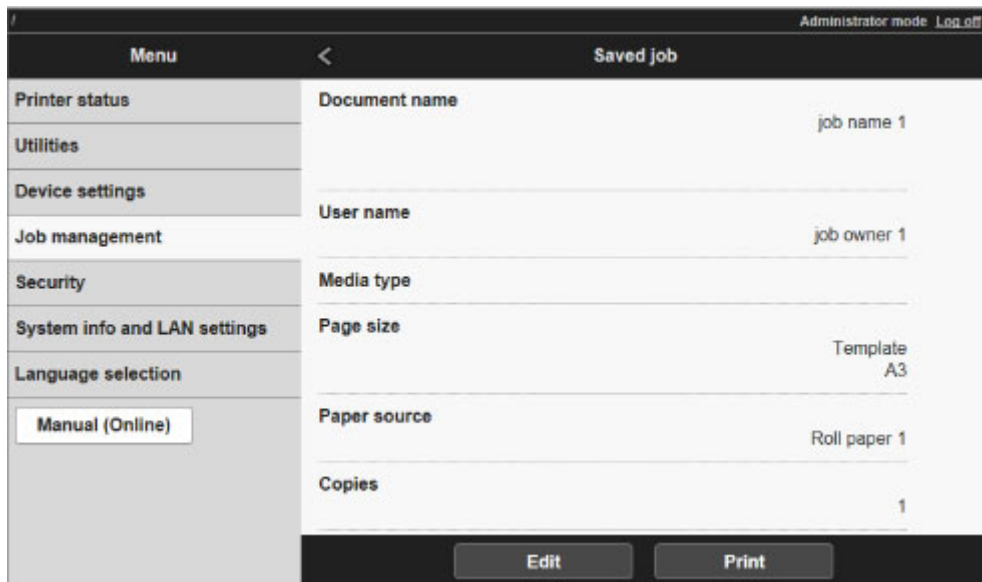 /
Administrator mode Log off
Menu
< Saved job
Printer status
Utilities
Device settings
Job management
Security
System info and LAN settings
Language selection
Manual (Online)
Document name
job name 1
User name
job owner 1
Media type
Page size
Template
A3
Paper source
Roll paper 1
Copies
1
Edit
Print